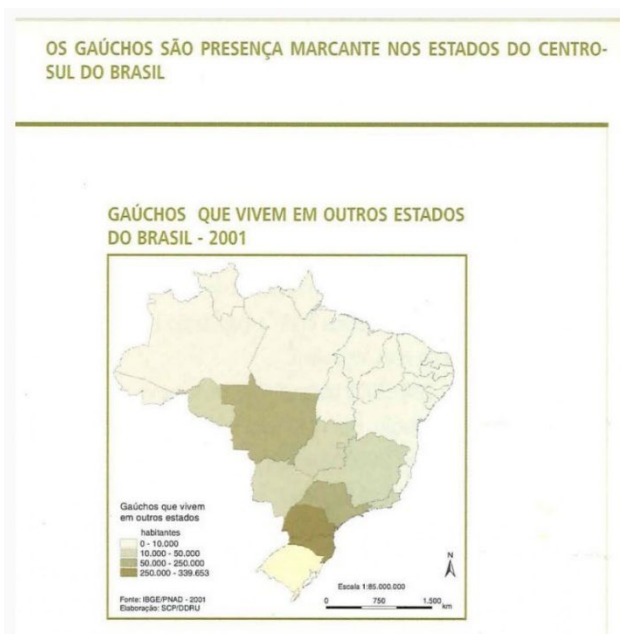 OS GAÚCHOS SÃO PRESENÇA MARCANTE NOS ESTADOS DO CENTRO-
SUL DO BRASIL
GAÚCHOS QUE VIVEM EM OUTROS ESTADOS
DO BRASIL - 2001
Gaúchos que vivem
em outros estados
habitantes
0 - 10.000
10.000 - 50.000
50.000 - 250.000
250.000 - 339.653
Fonte: IBGE/PNAD - 2001
Elaboração: SCP/DDRU
N
Escala 1:85.000.000
0 750 1.500 km